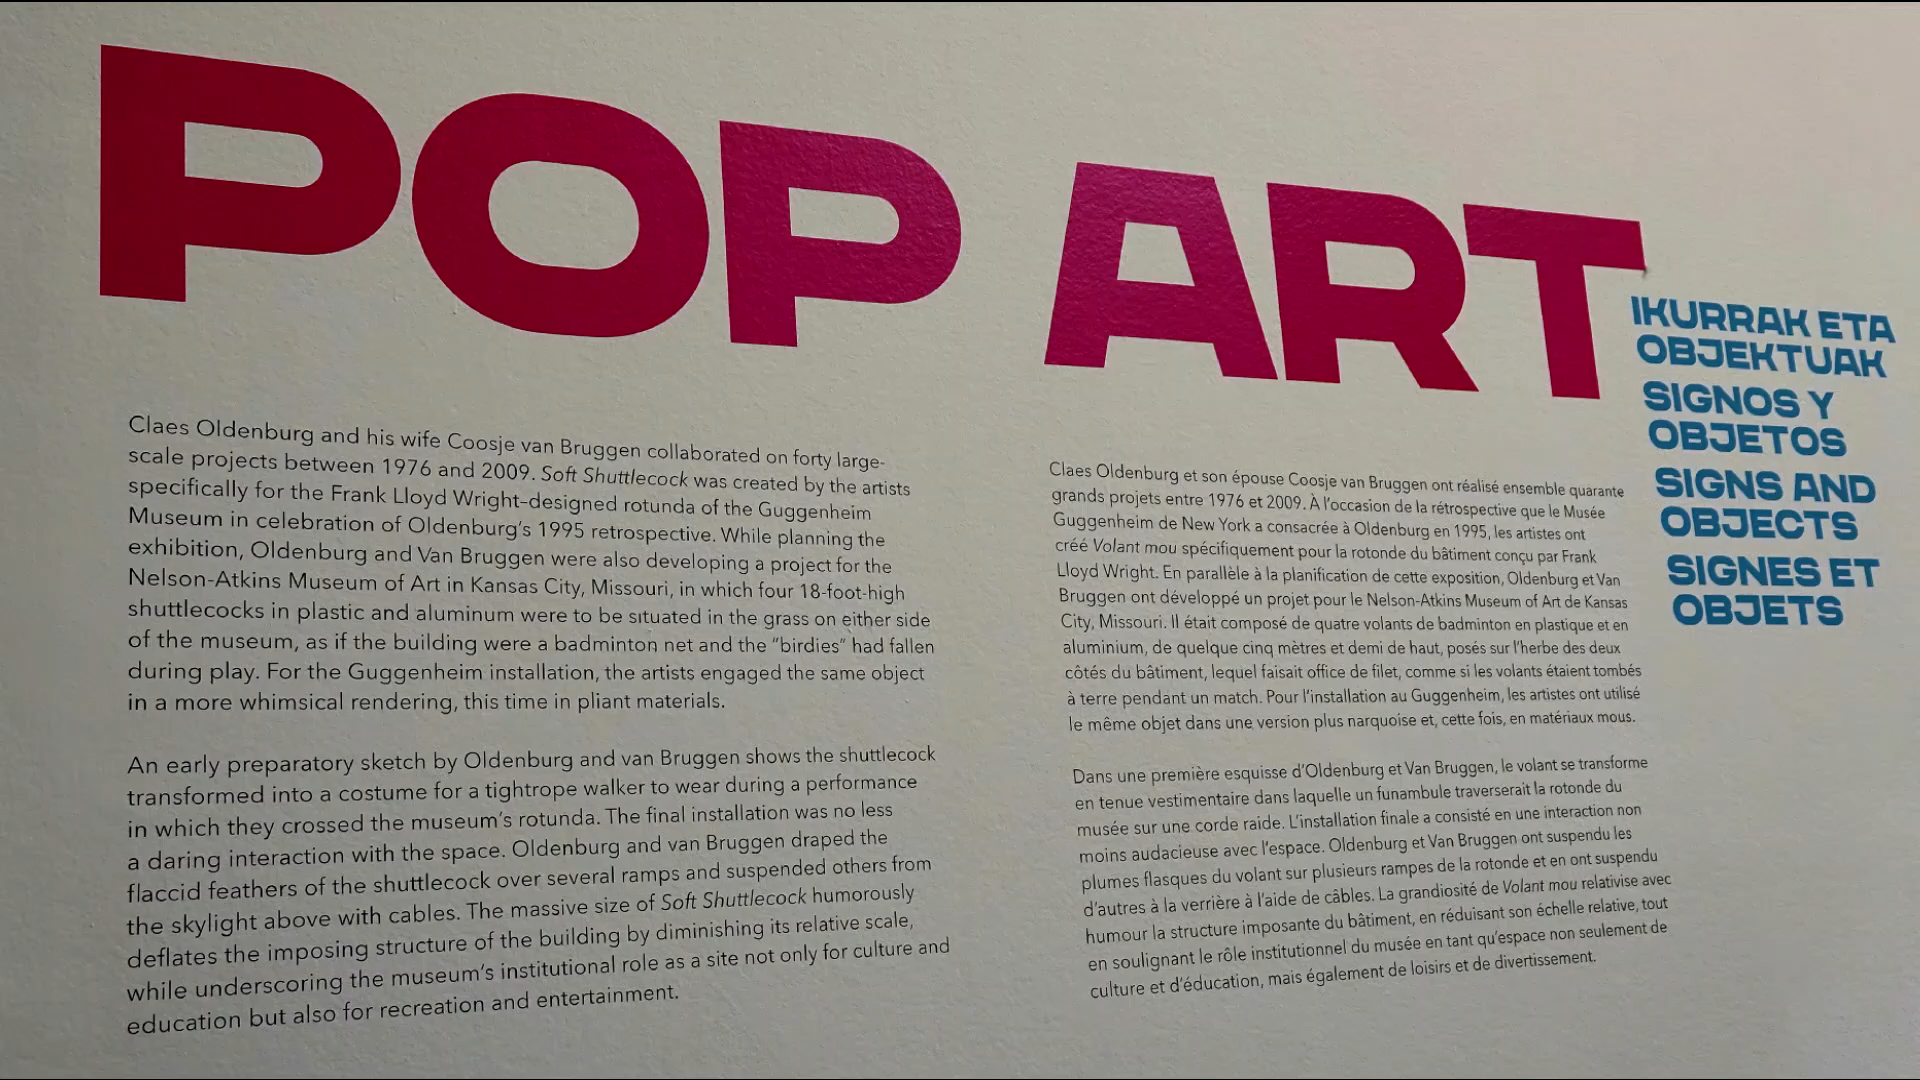 POP ART
IKURRAK ETA
OBJEKTUAK
SIGNOS Y
OBJETOS
SIGNS AND
OBJECTS
SIGNES ET
OBJETS
Claes Oldenburg and his wife Coosje van Bruggen collaborated on forty large-
scale projects between 1976 and 2009. Soft Shuttlecock was created by the artists
specifically for the Frank Lloyd Wright–designed rotunda of the Guggenheim
Museum in celebration of Oldenburg's 1995 retrospective. While planning the
exhibition, Oldenburg and Van Bruggen were also developing a project for the
Nelson-Atkins Museum of Art in Kansas City, Missouri, in which four 18-foot-high
shuttlecocks in plastic and aluminum were to be situated in the grass on either side
of the museum, as if the building were a badminton net and the "birdies" had fallen
during play. For the Guggenheim installation, the artists engaged the same object
in a more whimsical rendering, this time in pliant materials.
An early preparatory sketch by Oldenburg and van Bruggen shows the shuttlecock
transformed into a costume for a tightrope walker to wear during a performance
in which they crossed the museum's rotunda. The final installation was no less
a daring interaction with the space. Oldenburg and van Bruggen draped the
flaccid feathers of the shuttlecock over several ramps and suspended others from
the skylight above with cables. The massive size of Soft Shuttlecock humorously
deflates the imposing structure of the building by diminishing its relative scale,
while underscoring the museum's institutional role as a site not only for culture and
education but also for recreation and entertainment.
Claes Oldenburg et son épouse Coosje van Bruggen ont réalisé ensemble quarante
grands projets entre 1976 et 2009. À l'occasion de la rétrospective que le Musée
Guggenheim de New York a consacrée à Oldenburg en 1995, les artistes ont
créé Volant mou spécifiquement pour la rotonde du bâtiment conçu par Frank
Lloyd Wright. En parallèle à la planification de cette exposition, Oldenburg et Van
Bruggen ont développé un projet pour le Nelson-Atkins Museum of Art de Kansas
City, Missouri. Il était composé de quatre volants de badminton en plastique et en
aluminium, de quelque cinq mètres et demi de haut, posés sur l'herbe des deux
côtés du bâtiment, lequel faisait office de filet, comme si les volants étaient tombés
à terre pendant un match. Pour l'installation au Guggenheim, les artistes ont utilisé
le même objet dans une version plus narquoise et, cette fois, en matériaux mous.
Dans une première esquisse d'Oldenburg et Van Bruggen, le volant se transforme
en tenue vestimentaire dans laquelle un funambule traverserait la rotonde du
musée sur une corde raide. L'installation finale a consisté en une interaction non
moins audacieuse avec l'espace. Oldenburg et Van Bruggen ont suspendu les
plumes flasques du volant sur plusieurs rampes de la rotonde et en ont suspendu
d'autres à la verrière à l'aide de câbles. La grandiosité de Volant mou relativise avec
humour la structure imposante du bâtiment, en réduisant son échelle relative, tout
en soulignant le rôle institutionnel du musée en tant qu'espace non seulement de
culture et d'éducation, mais également de loisirs et de divertissement.